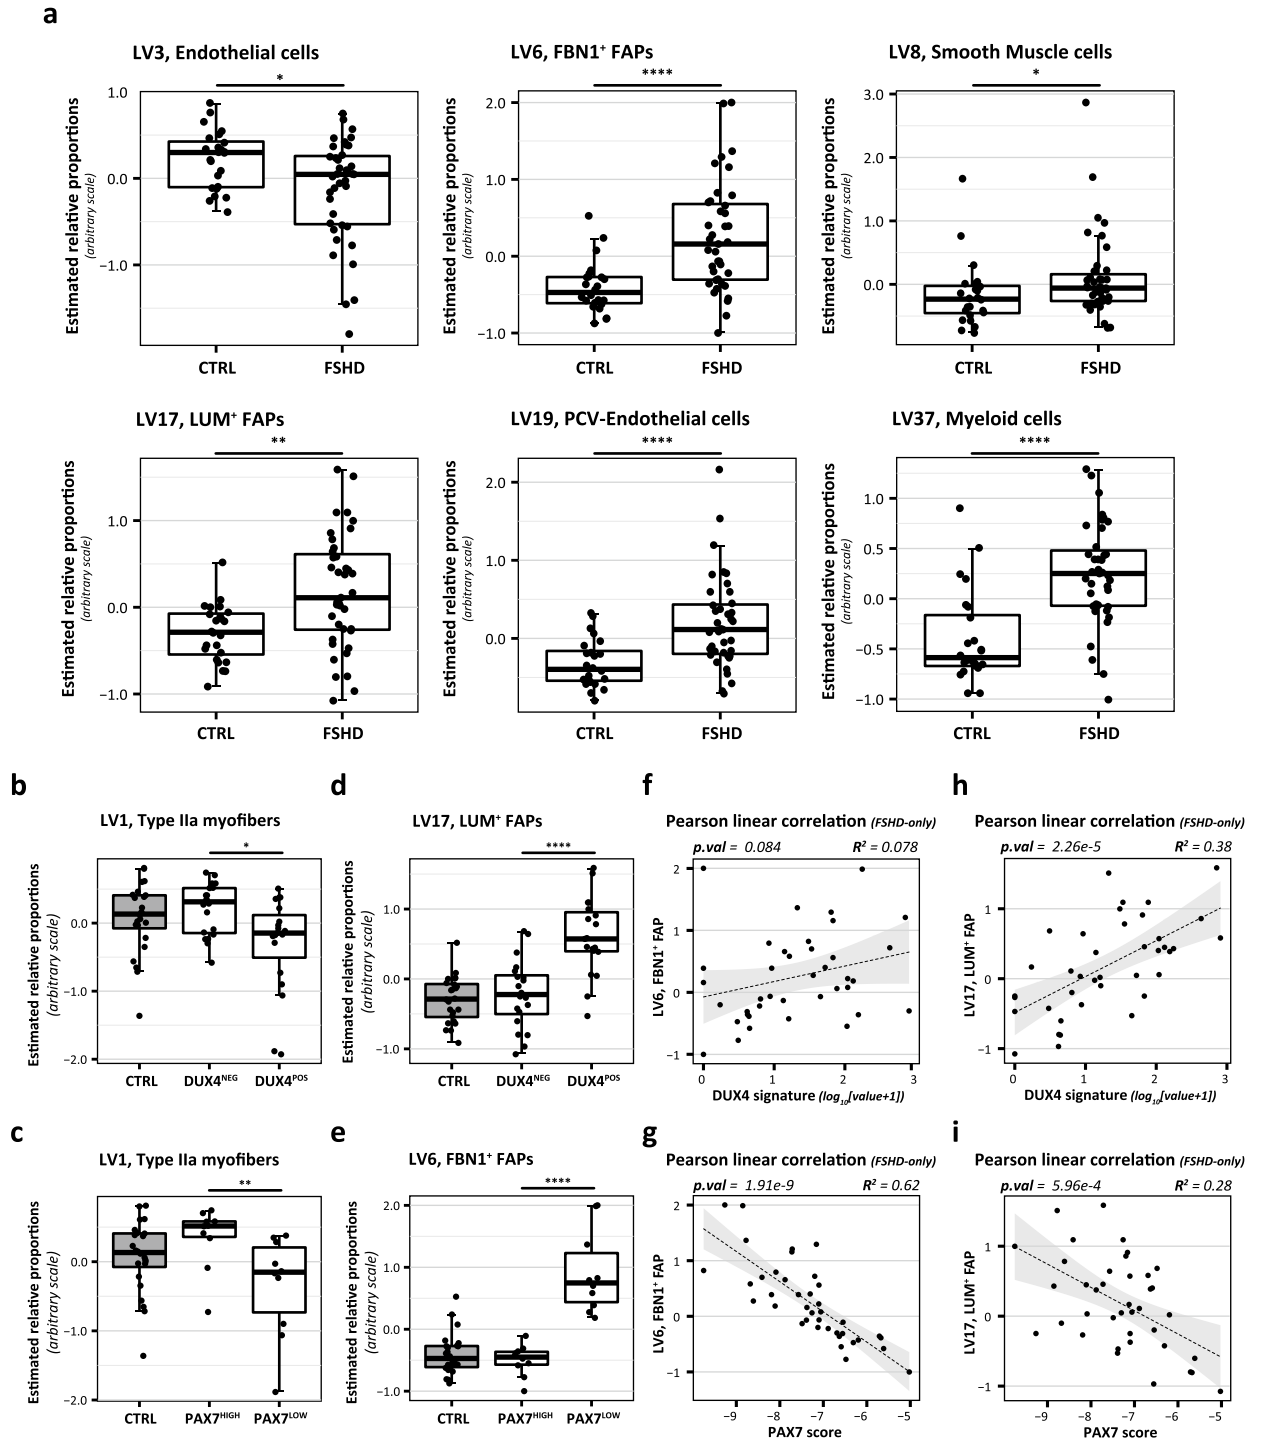 a
LV3, Endothelial cells
*
Estimated relative proportions
(arbitrary scale)
1.0
0.0
−1.0
CTRL
FSHD
LV6, FBN1⁺ FAPs
****
Estimated relative proportions
(arbitrary scale)
2.0
1.0
0.0
−1.0
CTRL
FSHD
LV8, Smooth Muscle cells
*
Estimated relative proportions
(arbitrary scale)
3.0
2.0
1.0
0.0
CTRL
FSHD
LV17, LUM⁺ FAPs
**
Estimated relative proportions
(arbitrary scale)
1.0
0.0
−1.0
CTRL
FSHD
LV19, PCV-Endothelial cells
****
Estimated relative proportions
(arbitrary scale)
2.0
1.0
0.0
CTRL
FSHD
LV37, Myeloid cells
****
Estimated relative proportions
(arbitrary scale)
1.0
0.5
0.0
−0.5
−1.0
CTRL
FSHD
b
LV1, Type IIa myofibers
*
Estimated relative proportions
(arbitrary scale)
0.0
−1.0
−2.0
CTRL
DUX4ᴺᴱᴳ
DUX4ᴾᴼˢ
d
LV17, LUM⁺ FAPs
****
Estimated relative proportions
(arbitrary scale)
1.0
0.0
−1.0
CTRL
DUX4ᴺᴱᴳ
DUX4ᴾᴼˢ
f
Pearson linear correlation (FSHD-only)
p.val = 0.084 R² = 0.078
LV6, FBN1⁺ FAP
2
1
0
−1
0 1 2 3
DUX4 signature (log₁₀[value+1])
h
Pearson linear correlation (FSHD-only)
p.val = 2.26e-5 R² = 0.38
LV17, LUM⁺ FAP
1
0
−1
0 1 2 3
DUX4 signature (log₁₀[value+1])
c
LV1, Type IIa myofibers
**
Estimated relative proportions
(arbitrary scale)
0.0
−1.0
−2.0
CTRL
PAX7ᴴᴵᴳᴴ
PAX7ᴸᴼᵂ
e
LV6, FBN1⁺ FAPs
****
Estimated relative proportions
(arbitrary scale)
2.0
1.0
0.0
−1.0
CTRL
PAX7ᴴᴵᴳᴴ
PAX7ᴸᴼᵂ
g
Pearson linear correlation (FSHD-only)
p.val = 1.91e-9 R² = 0.62
LV6, FBN1⁺ FAP
2
1
0
−1
−9 −8 −7 −6 −5
PAX7 score
i
Pearson linear correlation (FSHD-only)
p.val = 5.96e-4 R² = 0.28
LV17, LUM⁺ FAP
1
0
−1
−9 −8 −7 −6 −5
PAX7 score